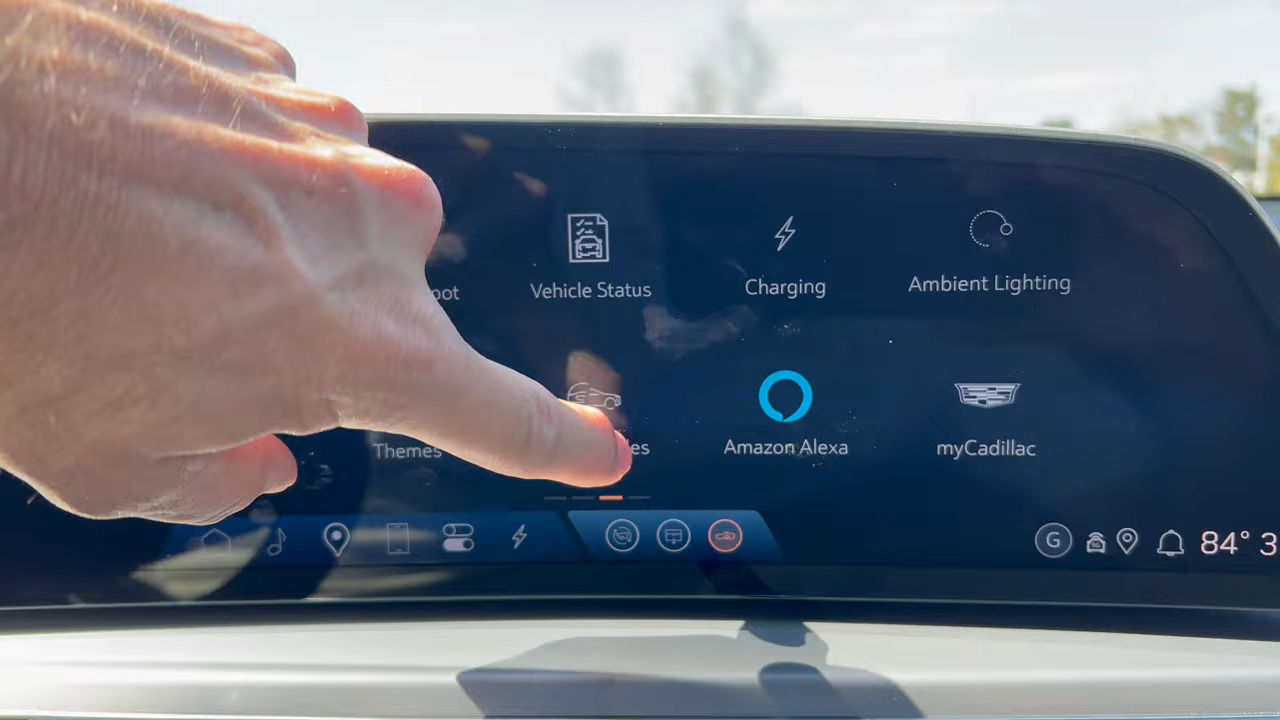 Vehicle Status
Charging
Ambient Lighting
Themes
Amazon Alexa
myCadillac
G
84° 3